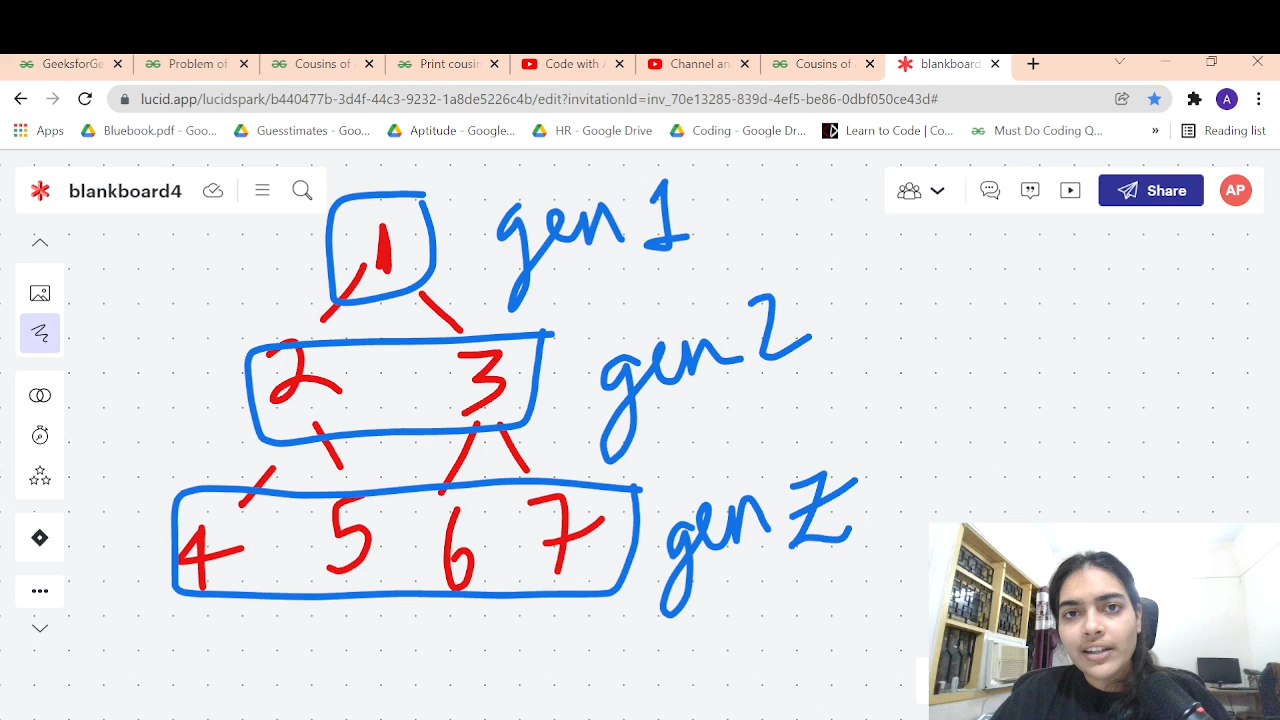 GeeksforGe
Problem of
Cousins of
Print cousin
Code with
Channel an
Cousins of
blankboard
lucid.app/lucidspark/b440477b-3d4f-44c3-9232-1a8de5226c4b/edit?invitationId=inv_70e13285-839d-4ef5-be86-0dbf050ce43d#
A
Apps
Bluebook.pdf - Goo...
Guesstimates - Goo...
Aptitude - Google...
HR - Google Drive
Coding - Google Dr...
Learn to Code | Co...
Must Do Coding Q...
»
Reading list
blankboard4
Share
AP
1 gen 1
2 3 gen 2
4 5 6 7 gen Z